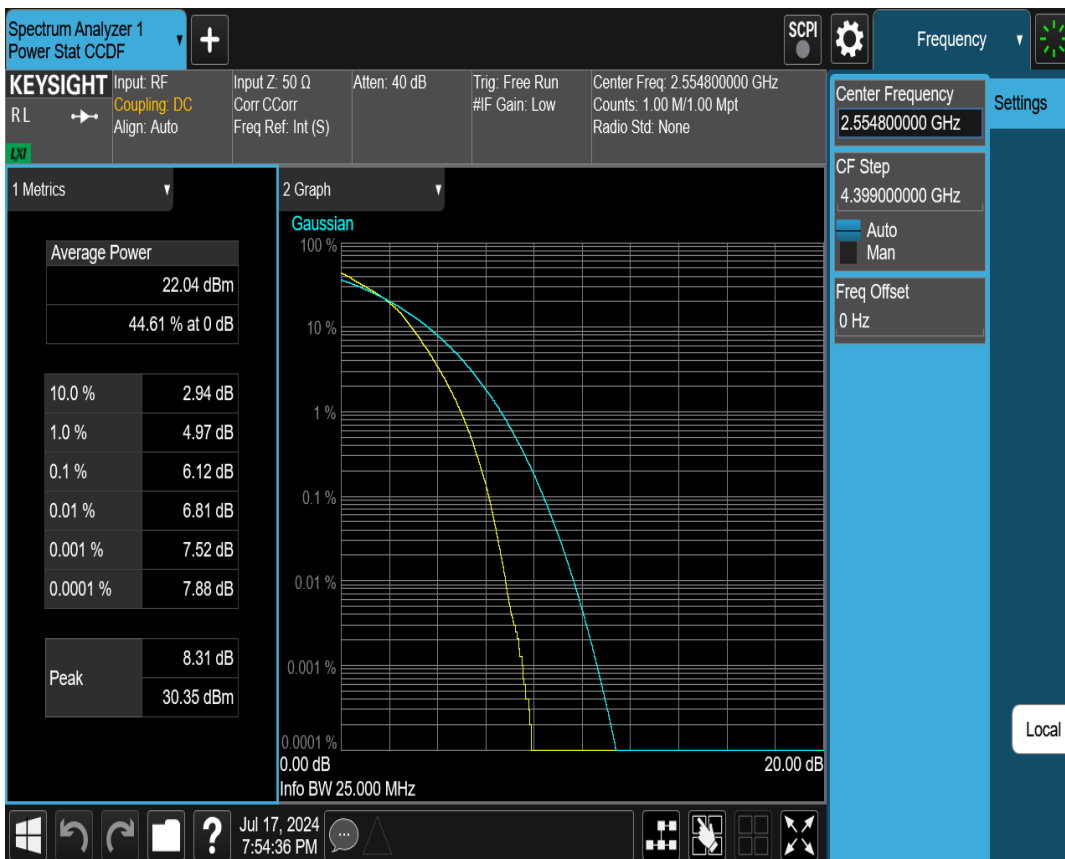 Spectrum Analyzer 1
Power Stat CCDF
SCPI
Frequency
KEYSIGHT
RL
LXI
Input: RF
Coupling: DC
Align: Auto
Input Z: 50 Ω
Corr CCorr
Freq Ref: Int (S)
Atten: 40 dB
Trig: Free Run
#IF Gain: Low
Center Freq: 2.554800000 GHz
Counts: 1.00 M/1.00 Mpt
Radio Std: None
Center Frequency
2.554800000 GHz
Settings
CF Step
4.399000000 GHz
Auto
Man
Freq Offset
0 Hz
1 Metrics
Average Power
22.04 dBm
44.61 % at 0 dB
10.0 % 2.94 dB
1.0 % 4.97 dB
0.1 % 6.12 dB
0.01 % 6.81 dB
0.001 % 7.52 dB
0.0001 % 7.88 dB
Peak
8.31 dB
30.35 dBm
2 Graph
Gaussian
100 %
10 %
1 %
0.1 %
0.01 %
0.001 %
0.0001 %
0.00 dB 20.00 dB
Info BW 25.000 MHz
Local
?
Jul 17, 2024
7:54:36 PM